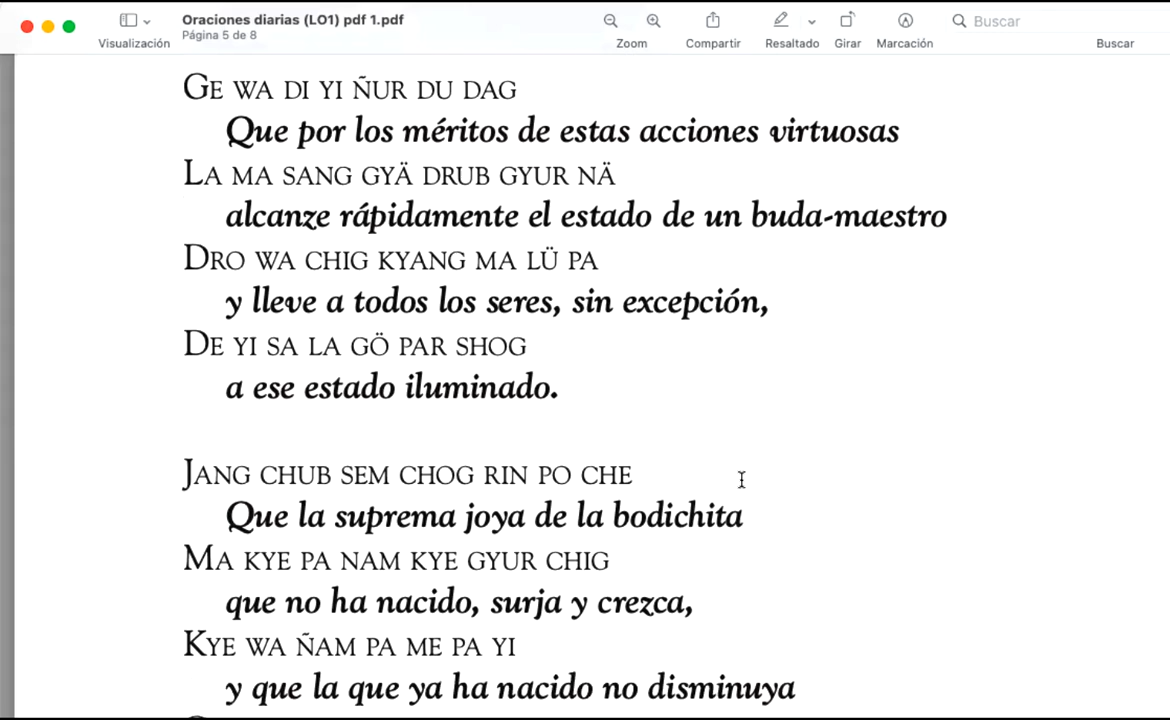 Oraciones diarias (LO1) pdf 1.pdf
Página 5 de 8
Buscar
Visualización
Zoom
Compartir
Resaltado
Girar
Marcación
Buscar
GE WA DI YI ÑUR DU DAG
Que por los méritos de estas acciones virtuosas
LA MA SANG GYÄ DRUB GYUR NÄ
alcanze rápidamente el estado de un buda-maestro
DRO WA CHIG KYANG MA LÜ PA
y lleve a todos los seres, sin excepción,
DE YI SA LA GÖ PAR SHOG
a ese estado iluminado.
JANG CHUB SEM CHOG RIN PO CHE
Que la suprema joya de la bodichita
MA KYE PA NAM KYE GYUR CHIG
que no ha nacido, surja y crezca,
KYE WA ÑAM PA ME PA YI
y que la que ya ha nacido no disminuya